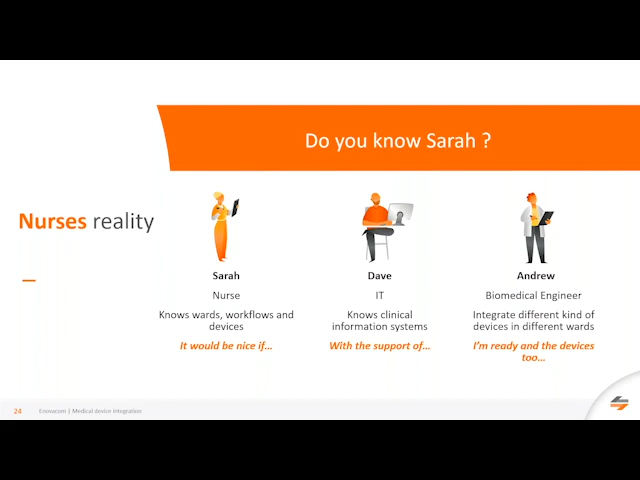 Do you know Sarah ?
Nurses reality
Sarah
Nurse
Knows wards, workflows and
devices
It would be nice if...
Dave
IT
Knows clinical
information systems
With the support of...
Andrew
Biomedical Engineer
Integrate different kind of
devices in different wards
I'm ready and the devices
too...
24
Enovacom | Medical device integration